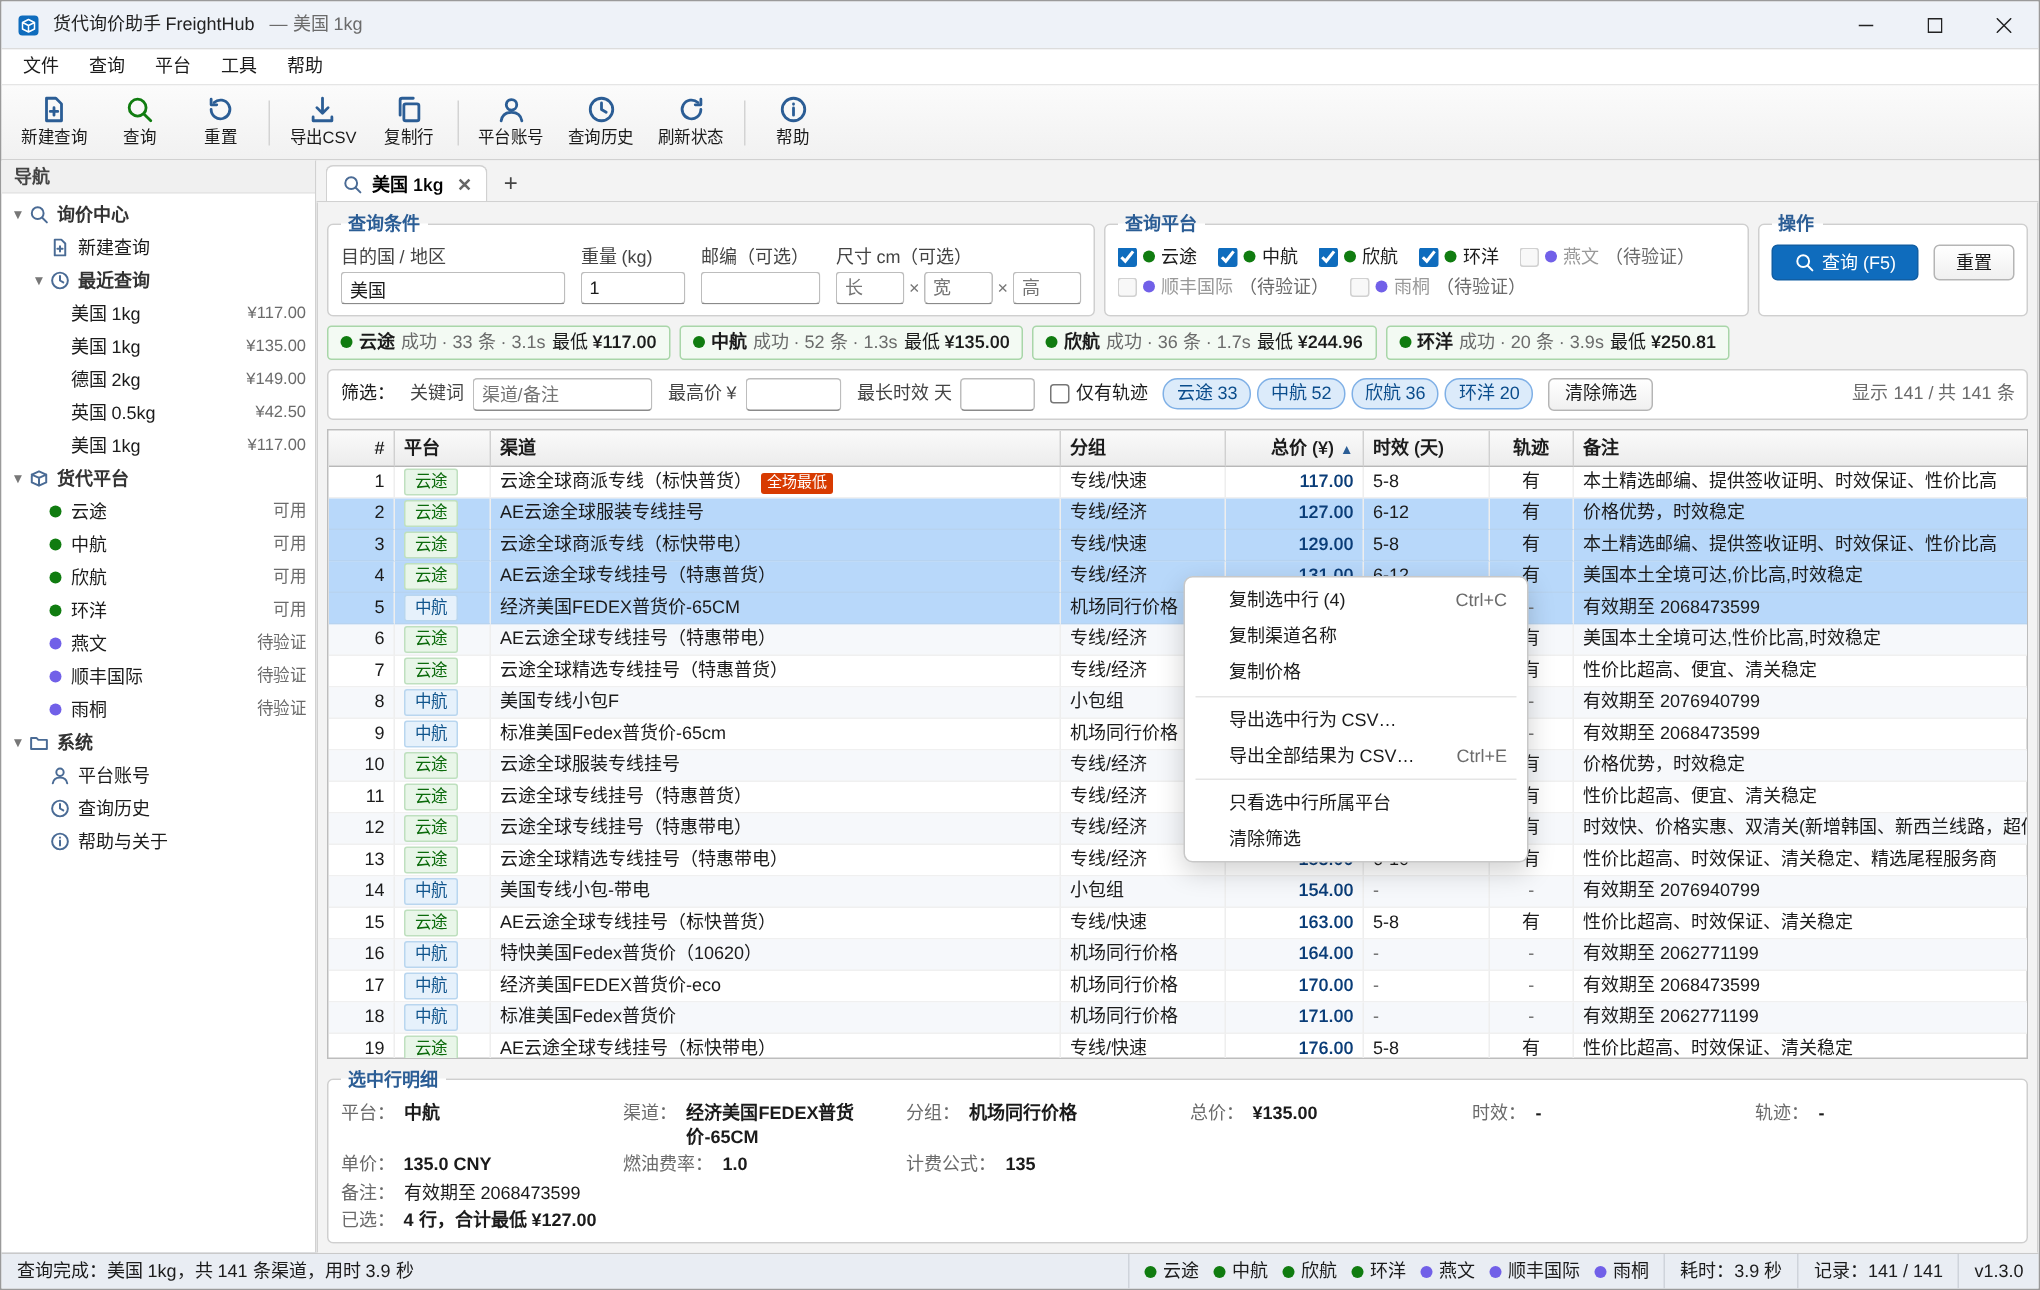 货代询价助手 FreightHub — 美国 1kg
文件 查询 平台 工具 帮助
新建查询 查询 重置 导出CSV 复制行 平台账号 查询历史 刷新状态 帮助
导航
询价中心
新建查询
最近查询
美国 1kg ¥117.00
美国 1kg ¥135.00
德国 2kg ¥149.00
英国 0.5kg ¥42.50
美国 1kg ¥117.00
货代平台
云途 可用
中航 可用
欣航 可用
环洋 可用
燕文 待验证
顺丰国际 待验证
雨桐 待验证
系统
平台账号
查询历史
帮助与关于
美国 1kg ✕ +
查询条件
目的国 / 地区 重量 (kg) 邮编（可选） 尺寸 cm（可选）
美国 1 长 × 宽 × 高
查询平台
云途 中航 欣航 环洋 燕文 （待验证）
顺丰国际 （待验证） 雨桐 （待验证）
操作
查询 (F5) 重置
云途 成功 · 33 条 · 3.1s 最低 ¥117.00
中航 成功 · 52 条 · 1.3s 最低 ¥135.00
欣航 成功 · 36 条 · 1.7s 最低 ¥244.96
环洋 成功 · 20 条 · 3.9s 最低 ¥250.81
筛选： 关键词 渠道/备注 最高价 ¥ 最长时效 天 仅有轨迹 云途 33 中航 52 欣航 36 环洋 20 清除筛选 显示 141 / 共 141 条
# 平台 渠道 分组 总价 (¥) ▲ 时效 (天) 轨迹 备注
1 云途 云途全球商派专线（标快普货） 全场最低 专线/快速 117.00 5-8 有 本土精选邮编、提供签收证明、时效保证、性价比高
2 云途 AE云途全球服装专线挂号 专线/经济 127.00 6-12 有 价格优势，时效稳定
3 云途 云途全球商派专线（标快带电） 专线/快速 129.00 5-8 有 本土精选邮编、提供签收证明、时效保证、性价比高
4 云途 AE云途全球专线挂号（特惠普货） 专线/经济 131.00 6-12 有 美国本土全境可达,价比高,时效稳定
5 中航 经济美国FEDEX普货价-65CM 机场同行价格 - 有效期至 2068473599
6 云途 AE云途全球专线挂号（特惠带电） 专线/经济 有 美国本土全境可达,性价比高,时效稳定
7 云途 云途全球精选专线挂号（特惠普货） 专线/经济 有 性价比超高、便宜、清关稳定
8 中航 美国专线小包F 小包组 - 有效期至 2076940799
9 中航 标准美国Fedex普货价-65cm 机场同行价格 - 有效期至 2068473599
10 云途 云途全球服装专线挂号 专线/经济 有 价格优势，时效稳定
11 云途 云途全球专线挂号（特惠普货） 专线/经济 有 性价比超高、便宜、清关稳定
12 云途 云途全球专线挂号（特惠带电） 专线/经济 有 时效快、价格实惠、双清关(新增韩国、新西兰线路，超
13 云途 云途全球精选专线挂号（特惠带电） 专线/经济 有 性价比超高、时效保证、清关稳定、精选尾程服务商
14 中航 美国专线小包-带电 小包组 154.00 - - 有效期至 2076940799
15 云途 AE云途全球专线挂号（标快普货） 专线/快速 163.00 5-8 有 性价比超高、时效保证、清关稳定
16 中航 特快美国Fedex普货价（10620） 机场同行价格 164.00 - - 有效期至 2062771199
17 中航 经济美国FEDEX普货价-eco 机场同行价格 170.00 - - 有效期至 2068473599
18 中航 标准美国Fedex普货价 机场同行价格 171.00 - - 有效期至 2062771199
19 云途 AE云途全球专线挂号（标快带电） 专线/快速 176.00 5-8 有 性价比超高、时效保证、清关稳定
复制选中行 (4) Ctrl+C
复制渠道名称
复制价格
导出选中行为 CSV…
导出全部结果为 CSV… Ctrl+E
只看选中行所属平台
清除筛选
选中行明细
平台： 中航 渠道： 经济美国FEDEX普货 分组： 机场同行价格 总价： ¥135.00 时效： - 轨迹： -
价-65CM
单价： 135.0 CNY 燃油费率： 1.0 计费公式： 135
备注： 有效期至 2068473599
已选： 4 行，合计最低 ¥127.00
查询完成：美国 1kg，共 141 条渠道，用时 3.9 秒 云途 中航 欣航 环洋 燕文 顺丰国际 雨桐 耗时：3.9 秒 记录：141 / 141 v1.3.0